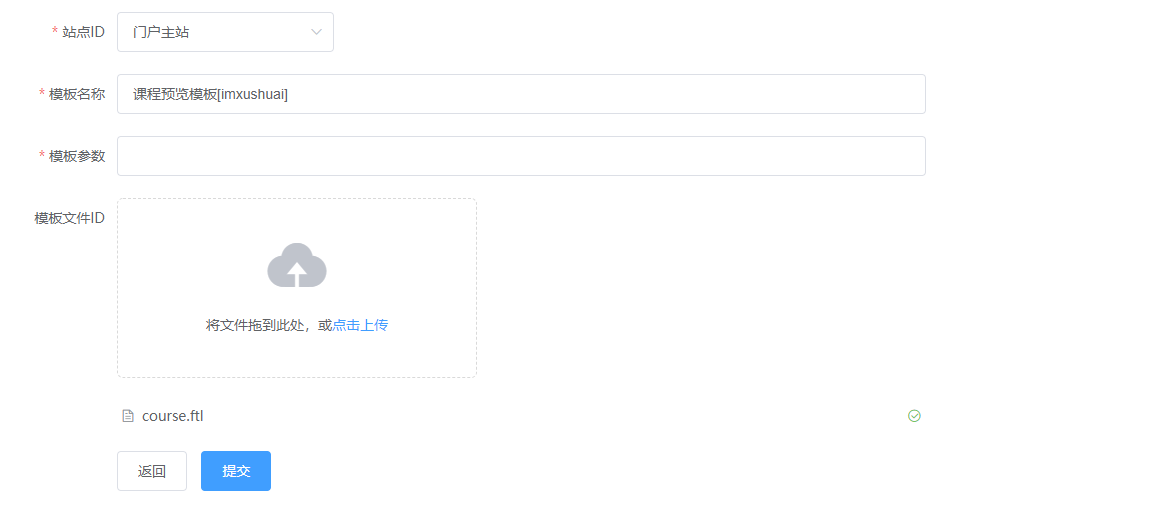 * 站点ID 门户主站
* 模板名称 课程预览模板[imxushuai]
* 模板参数
模板文件ID
将文件拖到此处，或点击上传
course.ftl
返回 提交